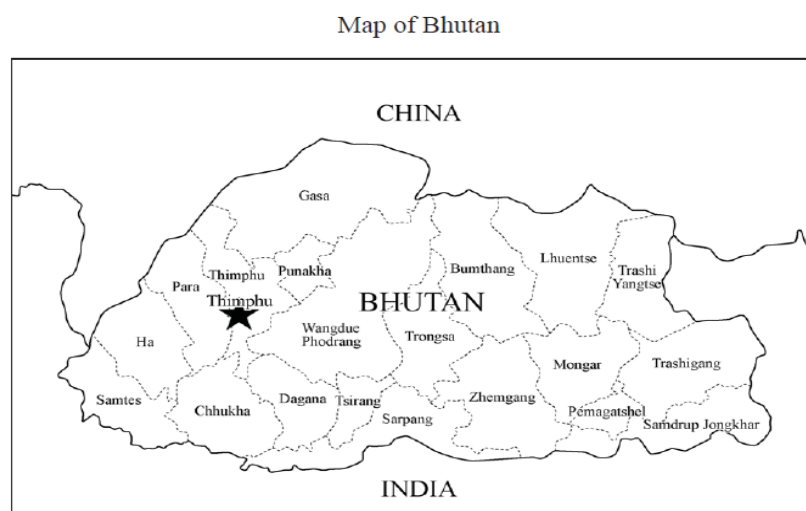 Map of Bhutan
CHINA
Gasa
Thimphu
Punakha
Para
Thimphu
Bumthang
Lhuentse
Trashi
Yangtse
BHUTAN
Ha
Wangdue
Phodrang
Trongsa
Mongar
Trashigang
Samtes
Chhukha
Dagana
Tsirang
Sarpang
Zhemgang
Pemagatshel
Samdrup Jongkhar
INDIA